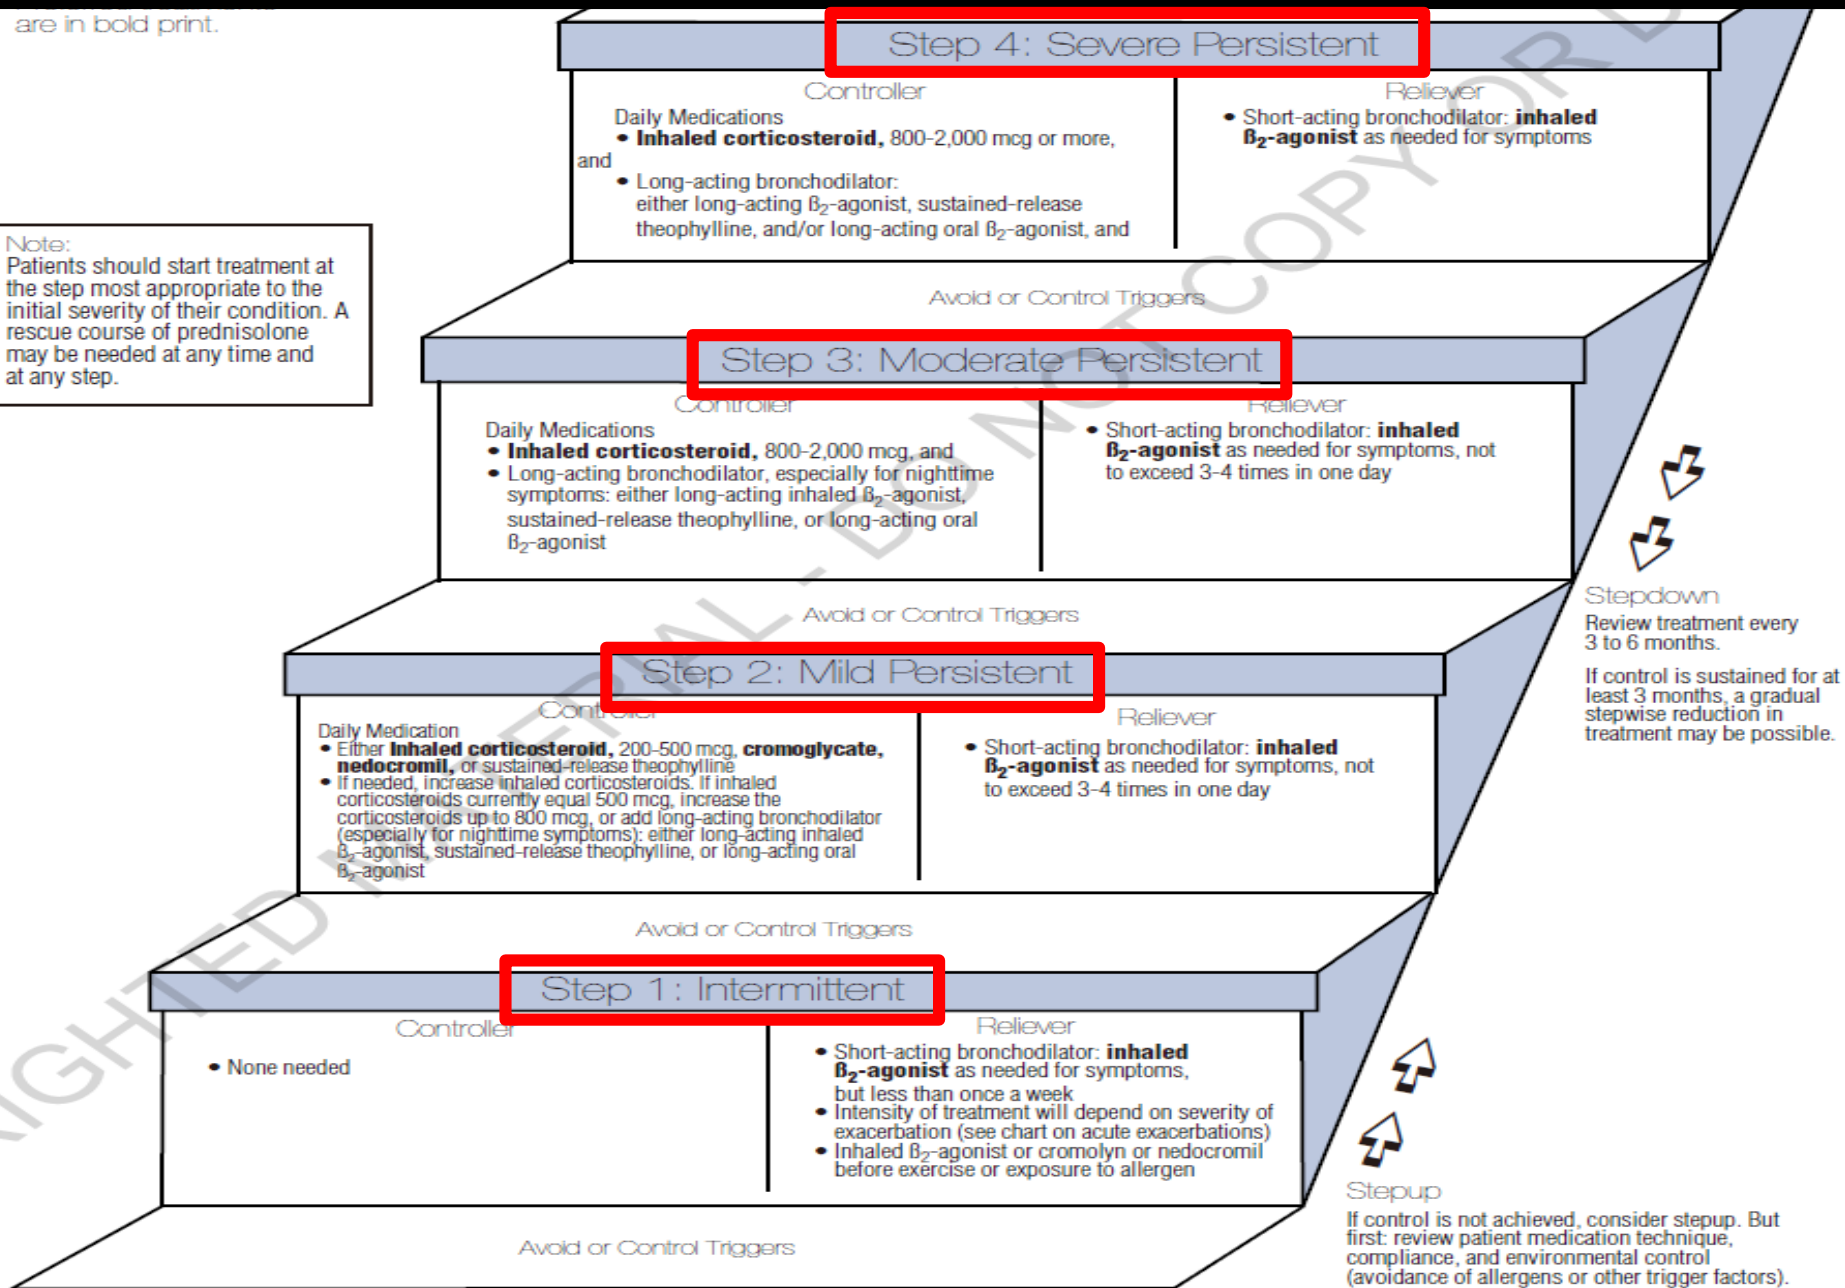 are in bold print.
Step 4: Severe Persistent
Controller
Daily Medications
• Inhaled corticosteroid, 800-2,000 mcg or more,
and
• Long-acting bronchodilator:
either long-acting ß₂-agonist, sustained-release
theophylline, and/or long-acting oral ß₂-agonist, and
Reliever
• Short-acting bronchodilator: inhaled
ß₂-agonist as needed for symptoms
Note:
Patients should start treatment at
the step most appropriate to the
initial severity of their condition. A
rescue course of prednisolone
may be needed at any time and
at any step.
Avoid or Control Triggers
Step 3: Moderate Persistent
Controller
Daily Medications
• Inhaled corticosteroid, 800-2,000 mcg, and
• Long-acting bronchodilator, especially for nighttime
symptoms: either long-acting inhaled ß₂-agonist,
sustained-release theophylline, or long-acting oral
ß₂-agonist
Reliever
• Short-acting bronchodilator: inhaled
ß₂-agonist as needed for symptoms, not
to exceed 3-4 times in one day
Avoid or Control Triggers
Step 2: Mild Persistent
Controller
Daily Medication
• Either Inhaled corticosteroid, 200-500 mcg, cromoglycate,
nedocromil, or sustained-release theophylline
• If needed, increase inhaled corticosteroids. If inhaled
corticosteroids currently equal 500 mcg, increase the
corticosteroids up to 800 mcg, or add long-acting bronchodilator
(especially for nighttime symptoms): either long-acting inhaled
ß₂-agonist, sustained-release theophylline, or long-acting oral
ß₂-agonist
Reliever
• Short-acting bronchodilator: inhaled
ß₂-agonist as needed for symptoms, not
to exceed 3-4 times in one day
Stepdown
Review treatment every
3 to 6 months.
If control is sustained for at
least 3 months, a gradual
stepwise reduction in
treatment may be possible.
Avoid or Control Triggers
Step 1: Intermittent
Controller
• None needed
Reliever
• Short-acting bronchodilator: inhaled
ß₂-agonist as needed for symptoms,
but less than once a week
• Intensity of treatment will depend on severity of
exacerbation (see chart on acute exacerbations)
• Inhaled ß₂-agonist or cromolyn or nedocromil
before exercise or exposure to allergen
Avoid or Control Triggers
Stepup
If control is not achieved, consider stepup. But
first: review patient medication technique,
compliance, and environmental control
(avoidance of allergens or other trigger factors).
MATERIAL - DO NOT COPY OR